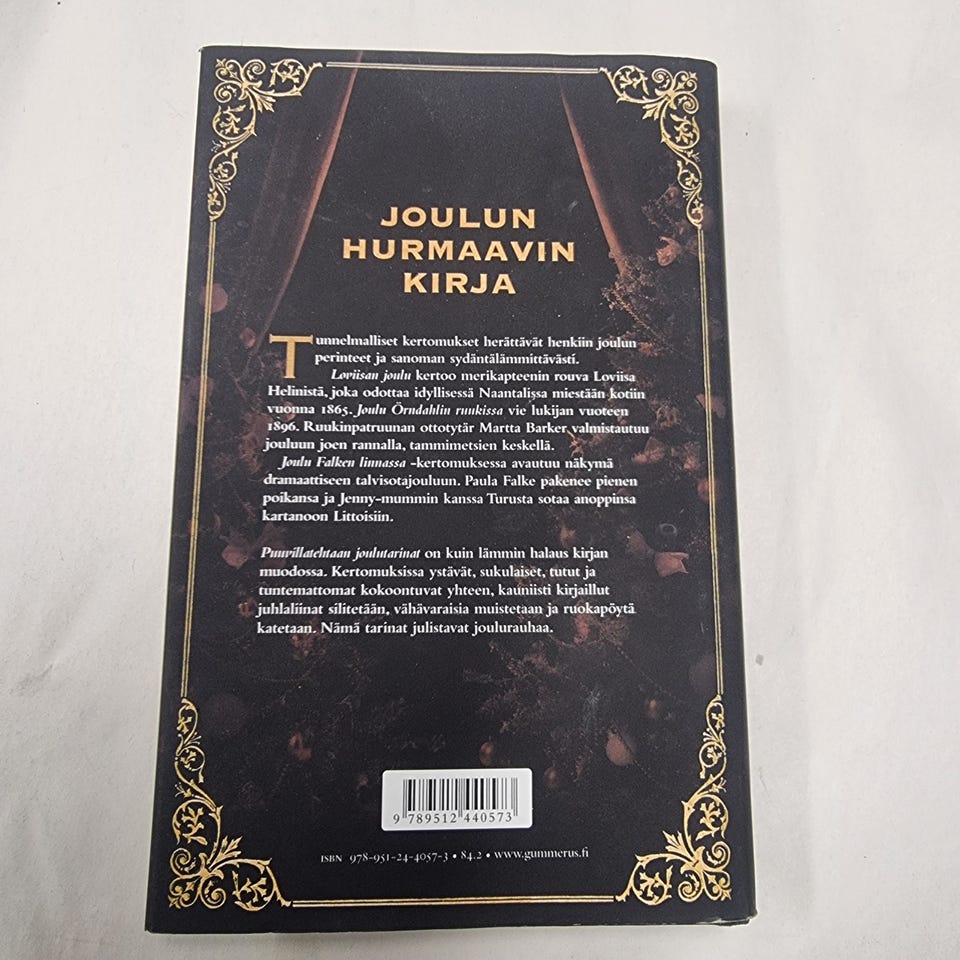 JOULUN
HURMAAVIN
KIRJA
Tunnelmalliset kertomukset herättävät henkiin joulun
perinteet ja sanoman sydäntälämmittävästi.
Loviisan joulu kertoo merikapteenin rouva Loviisa
Helinistä, joka odottaa idyllisessä Naantalissa miestään kotiin
vuonna 1865. Joulu Örndahlin ruukissa vie lukijan vuoteen
1896. Ruukinpatruunan ottotytär Martta Barker valmistautuu
jouluun joen rannalla, tammimetsien keskellä.
Joulu Falken linnassa -kertomuksessa avautuu näkymä
dramaattiseen talvisotajouluun. Paula Falke pakenee pienen
poikansa ja Jenny-mummin kanssa Turusta sotaa anoppinsa
kartanoon Littoisiin.
Puuvillatehtaan joulutarinat on kuin lämmin halaus kirjan
muodossa. Kertomuksissa ystävät, sukulaiset, tutut ja
tuntemattomat kokoontuvat yhteen, kauniisti kirjaillut
juhlaliinat silitetään, vähävaraisia muistetaan ja ruokapöytä
katetaan. Nämä tarinat julistavat joulurauhaa.
9 789512 440573
ISBN 978-951-24-4057-3 • 84.2 • www.gummerus.fi